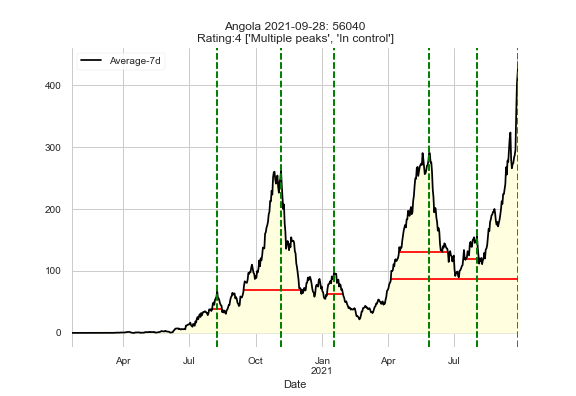 Angola 2021-09-28: 56040
Rating:4 ['Multiple peaks', 'In control']
Average-7d
400
300
200
100
0
Apr
Jul
Oct
Jan
2021
Apr
Jul
Date